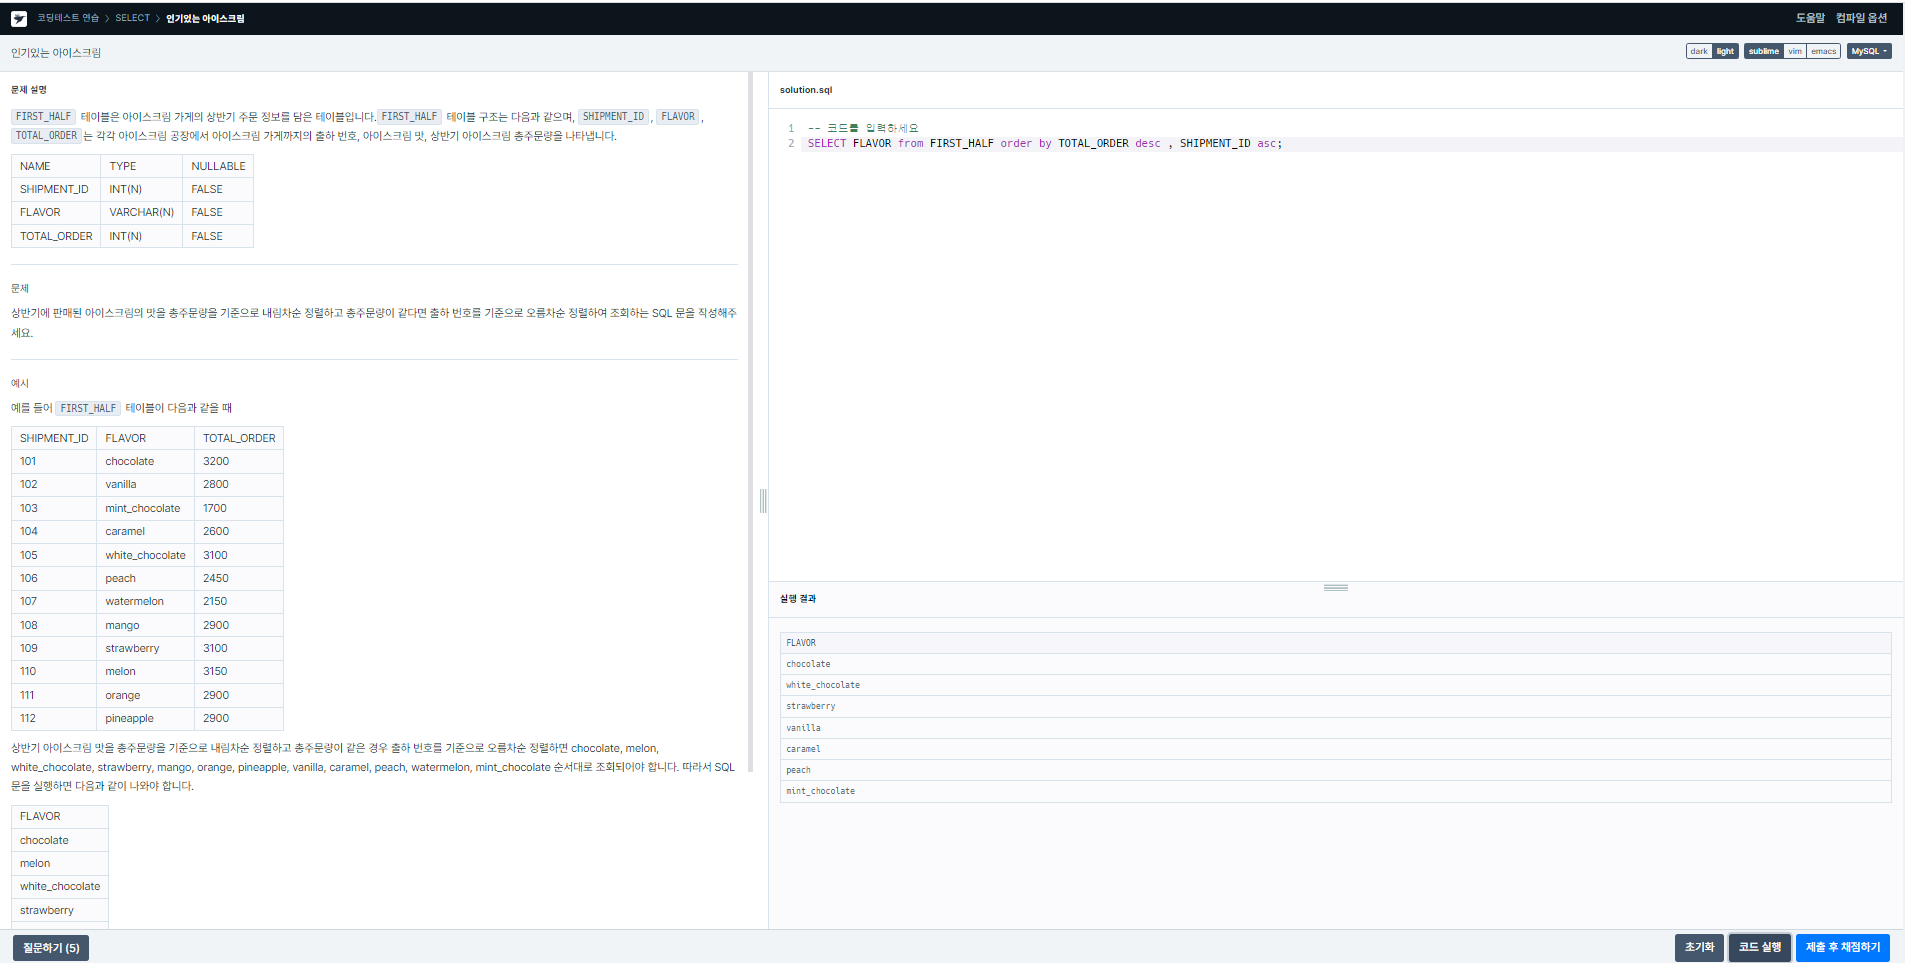 코딩테스트 연습 > SELECT > 인기있는 아이스크림
도움말 컴파일 옵션
인기있는 아이스크림
dark light sublime vim emacs MySQL
문제 설명
FIRST_HALF 테이블은 아이스크림 가게의 상반기 주문 정보를 담은 테이블입니다. FIRST_HALF 테이블 구조는 다음과 같으며, SHIPMENT_ID, FLAVOR,
TOTAL_ORDER는 각각 아이스크림 공장에서 아이스크림 가게까지의 출하 번호, 아이스크림 맛, 상반기 아이스크림 총주문량을 나타냅니다.
NAME TYPE NULLABLE
SHIPMENT_ID INT(N) FALSE
FLAVOR VARCHAR(N) FALSE
TOTAL_ORDER INT(N) FALSE
문제
상반기에 판매된 아이스크림의 맛을 총주문량을 기준으로 내림차순 정렬하고 총주문량이 같다면 출하 번호를 기준으로 오름차순 정렬하여 조회하는 SQL 문을 작성해주
세요.
예시
예를 들어 FIRST_HALF 테이블이 다음과 같을 때
SHIPMENT_ID FLAVOR TOTAL_ORDER
101 chocolate 3200
102 vanilla 2800
103 mint_chocolate 1700
104 caramel 2600
105 white_chocolate 3100
106 peach 2450
107 watermelon 2150
108 mango 2900
109 strawberry 3100
110 melon 3150
111 orange 2900
112 pineapple 2900
상반기 아이스크림 맛을 총주문량을 기준으로 내림차순 정렬하고 총주문량이 같은 경우 출하 번호를 기준으로 오름차순 정렬하면 chocolate, melon,
white_chocolate, strawberry, mango, orange, pineapple, vanilla, caramel, peach, watermelon, mint_chocolate 순서대로 조회되어야 합니다. 따라서 SQL
문을 실행하면 다음과 같이 나와야 합니다.
FLAVOR
chocolate
melon
white_chocolate
strawberry
solution.sql
1 -- 코드를 입력하세요
2 SELECT FLAVOR from FIRST_HALF order by TOTAL_ORDER desc , SHIPMENT_ID asc;
실행 결과
FLAVOR
chocolate
white_chocolate
strawberry
vanilla
caramel
peach
mint_chocolate
질문하기 (5)
초기화 코드 실행 제출 후 채점하기